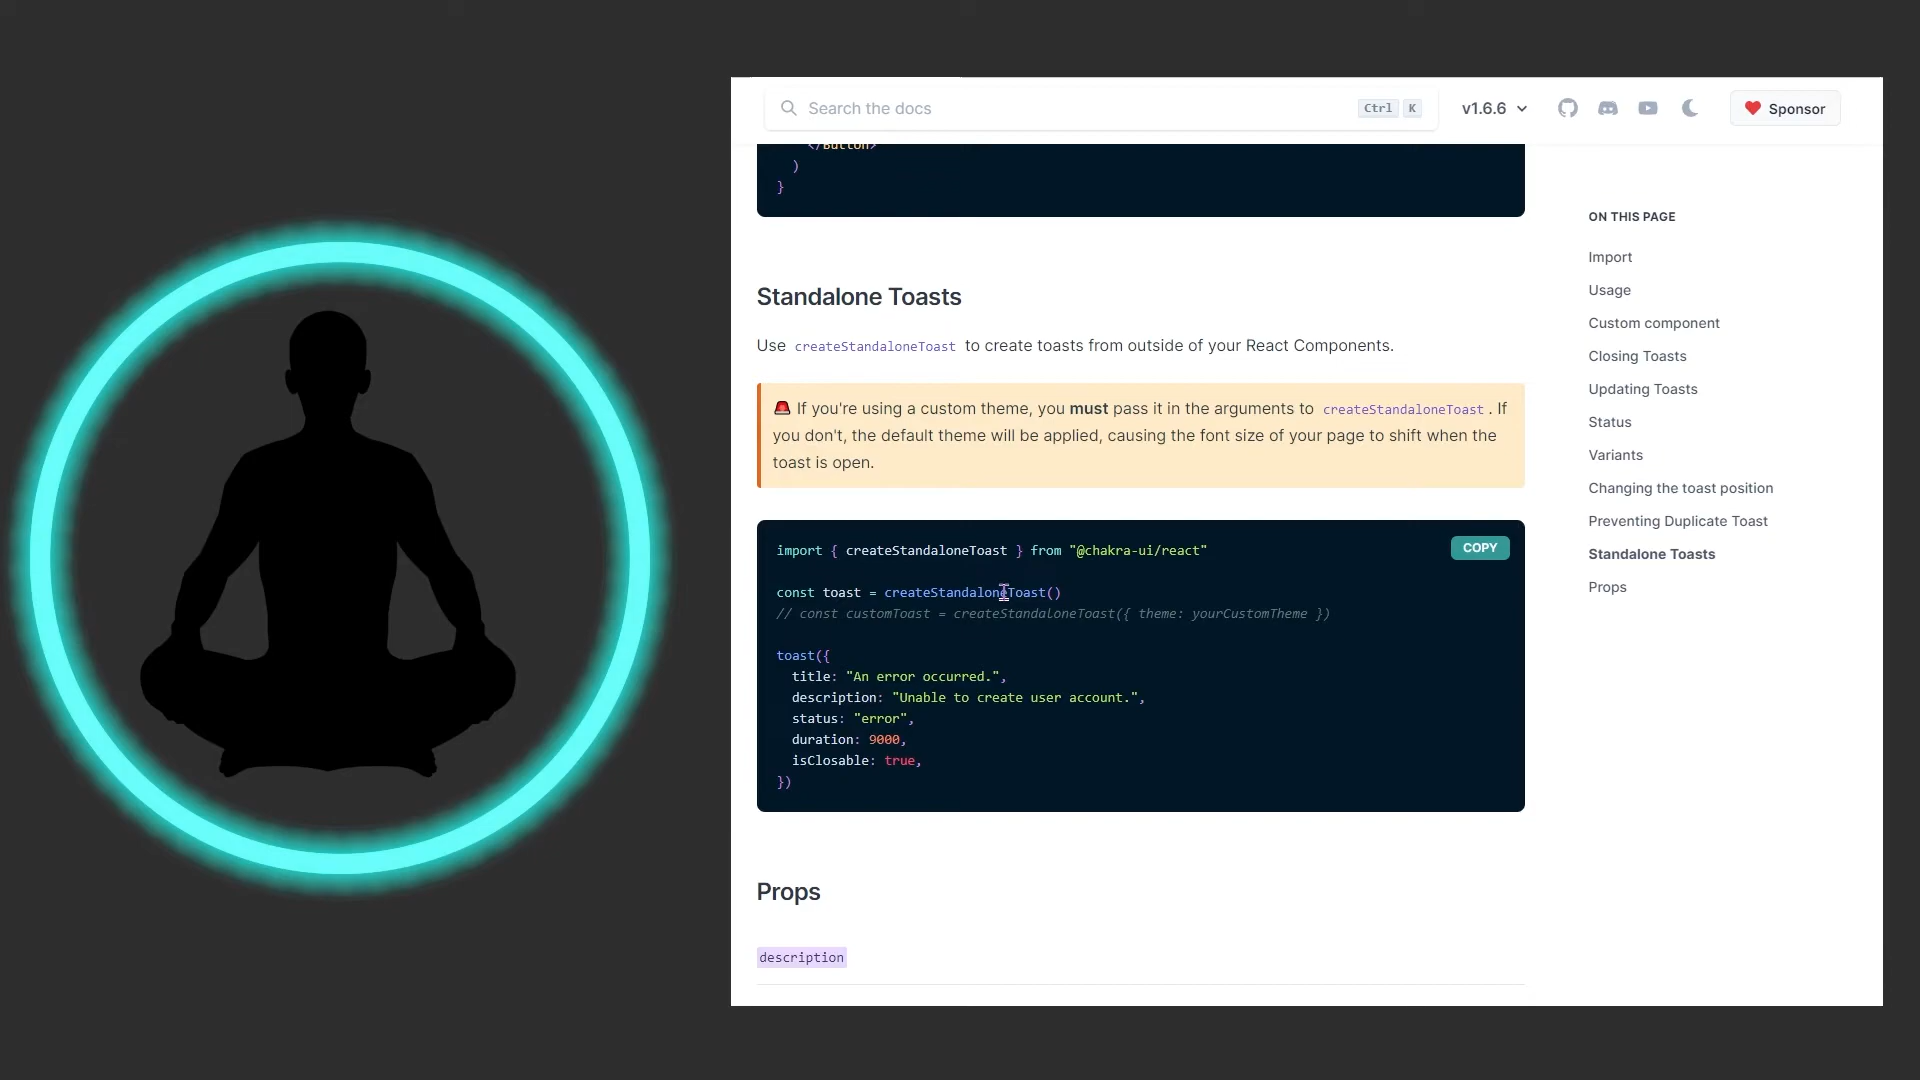 Search the docs
Ctrl K
v1.6.6
Sponsor
</Button>
)
}
Standalone Toasts
Use createStandaloneToast to create toasts from outside of your React Components.
🚨 If you're using a custom theme, you must pass it in the arguments to createStandaloneToast. If
you don't, the default theme will be applied, causing the font size of your page to shift when the
toast is open.
COPY
import { createStandaloneToast } from "@chakra-ui/react"
const toast = createStandaloneToast()
// const customToast = createStandaloneToast({ theme: yourCustomTheme })
toast({
title: "An error occurred.",
description: "Unable to create user account.",
status: "error",
duration: 9000,
isClosable: true,
})
Props
description
ON THIS PAGE
Import
Usage
Custom component
Closing Toasts
Updating Toasts
Status
Variants
Changing the toast position
Preventing Duplicate Toast
Standalone Toasts
Props